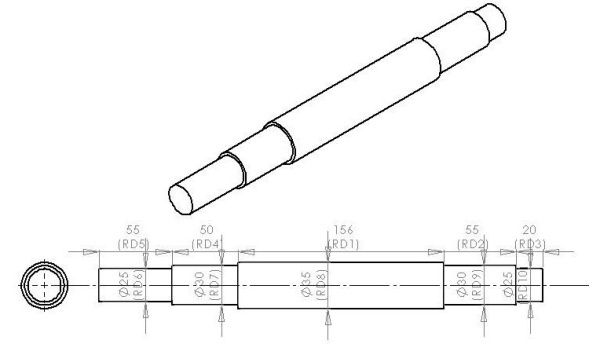 55
(RD5)
50
(RD4)
156
(RD1)
55
(RD2)
20
(RD3)
Ø25
(RD6)
Ø30
(RD7)
Ø35
(RD8)
Ø30
(RD9)
Ø25
(RD10)